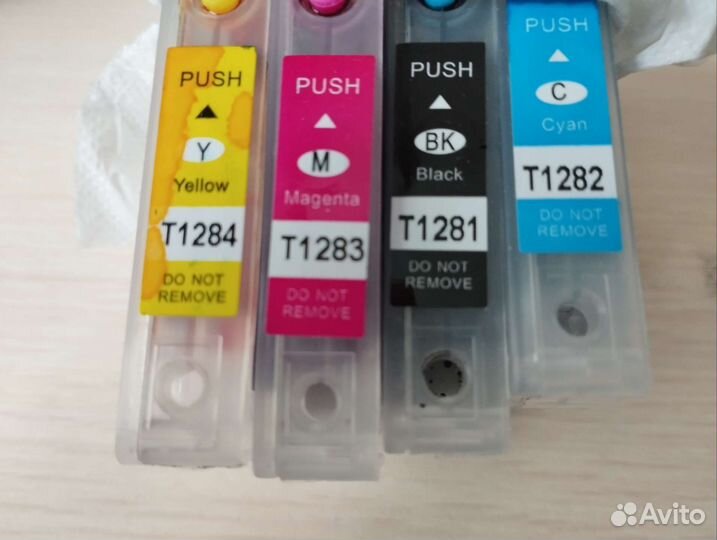 PUSH
Y
Yellow
T1284
DO NOT
REMOVE
PUSH
M
Magenta
T1283
DO NOT
REMOVE
PUSH
BK
Black
T1281
DO NOT
REMOVE
PUSH
C
Cyan
T1282
DO NOT
REMOVE
Avito